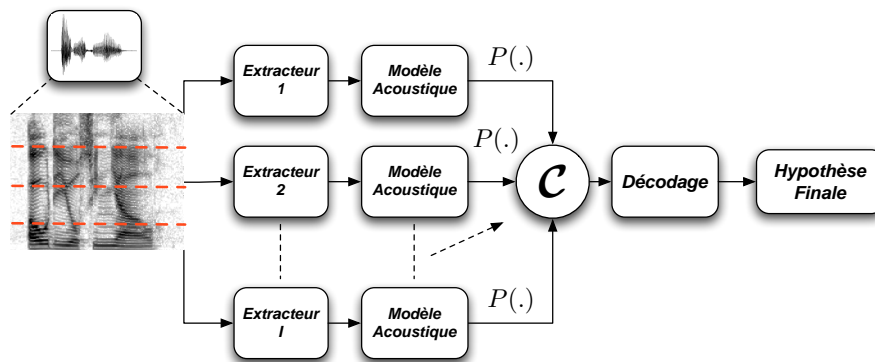 Extracteur
1
Modèle
Acoustique
P(.)
Extracteur
2
Modèle
Acoustique
P(.)
C
Décodage
Hypothèse
Finale
Extracteur
I
Modèle
Acoustique
P(.)